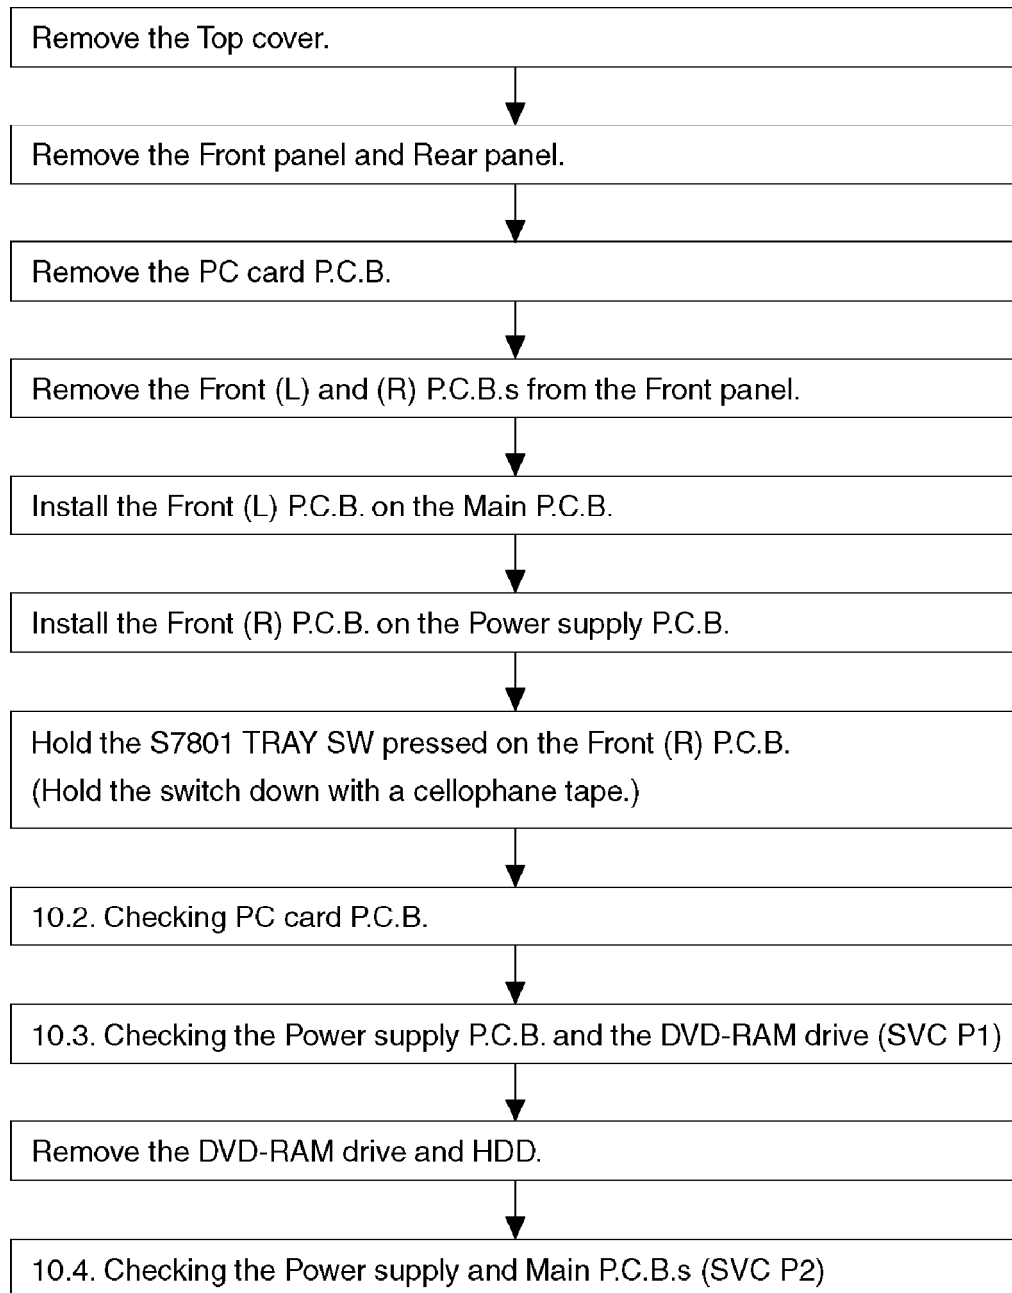 Remove the Top cover.
Remove the Front panel and Rear panel.
Remove the PC card P.C.B.
Remove the Front (L) and (R) P.C.B.s from the Front panel.
Install the Front (L) P.C.B. on the Main P.C.B.
Install the Front (R) P.C.B. on the Power supply P.C.B.
Hold the S7801 TRAY SW pressed on the Front (R) P.C.B.
(Hold the switch down with a cellophane tape.)
10.2. Checking PC card P.C.B.
10.3. Checking the Power supply P.C.B. and the DVD-RAM drive (SVC P1)
Remove the DVD-RAM drive and HDD.
10.4. Checking the Power supply and Main P.C.B.s (SVC P2)